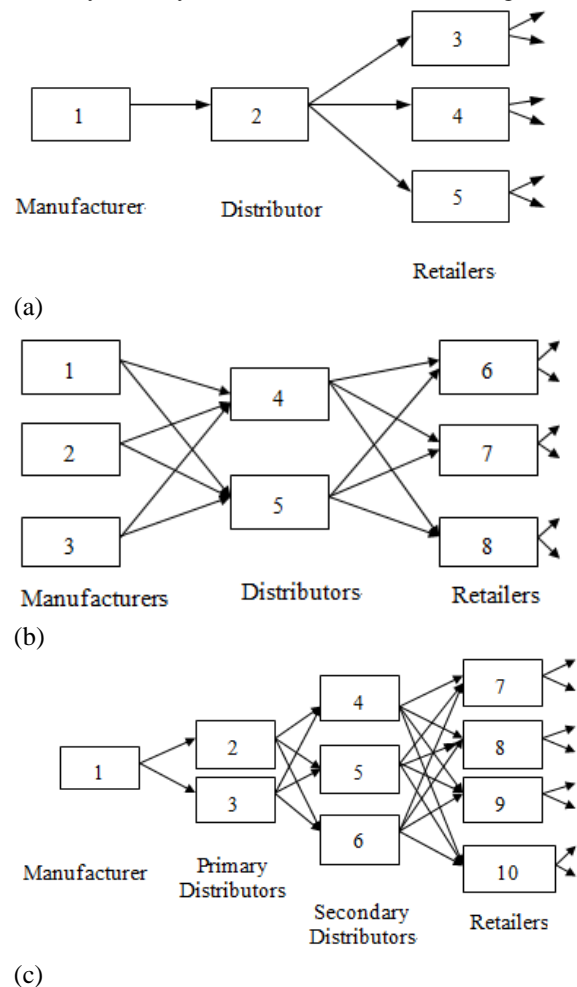 3
1
2
4
5
Manufacturer
Distributor
Retailers
(a)
1
6
4
2
7
5
3
8
Manufacturers
Distributors
Retailers
(b)
4
7
2
8
1
5
3
9
6
10
Manufacturer
Primary
Distributors
Secondary
Distributors
Retailers
(c)